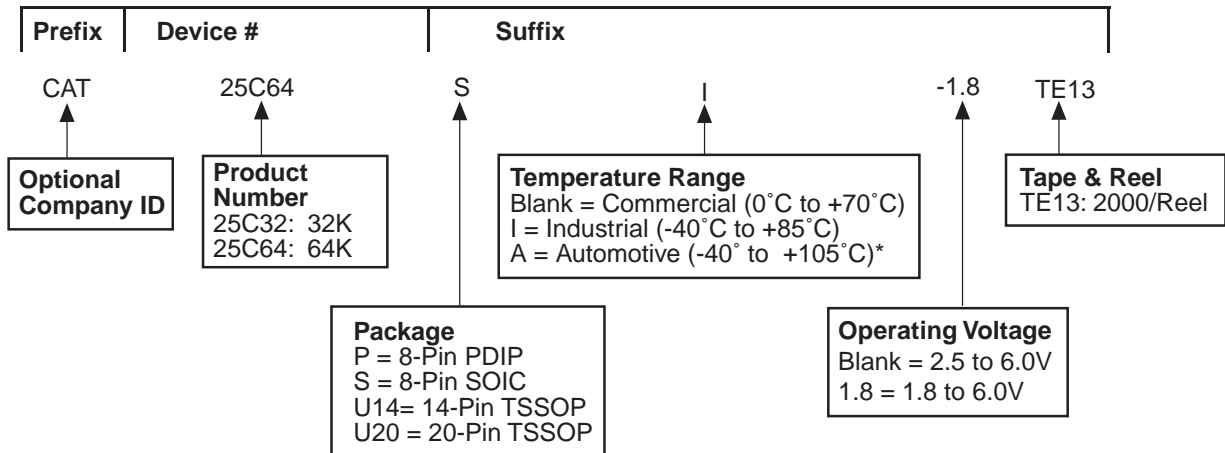 Prefix Device # Suffix
CAT 25C64 S I -1.8 TE13
Optional
Company ID
Product
Number
25C32: 32K
25C64: 64K
Temperature Range
Blank = Commercial (0˚C to +70˚C)
I = Industrial (-40˚C to +85˚C)
A = Automotive (-40˚ to +105˚C)*
Tape & Reel
TE13: 2000/Reel
Package
P = 8-Pin PDIP
S = 8-Pin SOIC
U14= 14-Pin TSSOP
U20 = 20-Pin TSSOP
Operating Voltage
Blank = 2.5 to 6.0V
1.8 = 1.8 to 6.0V